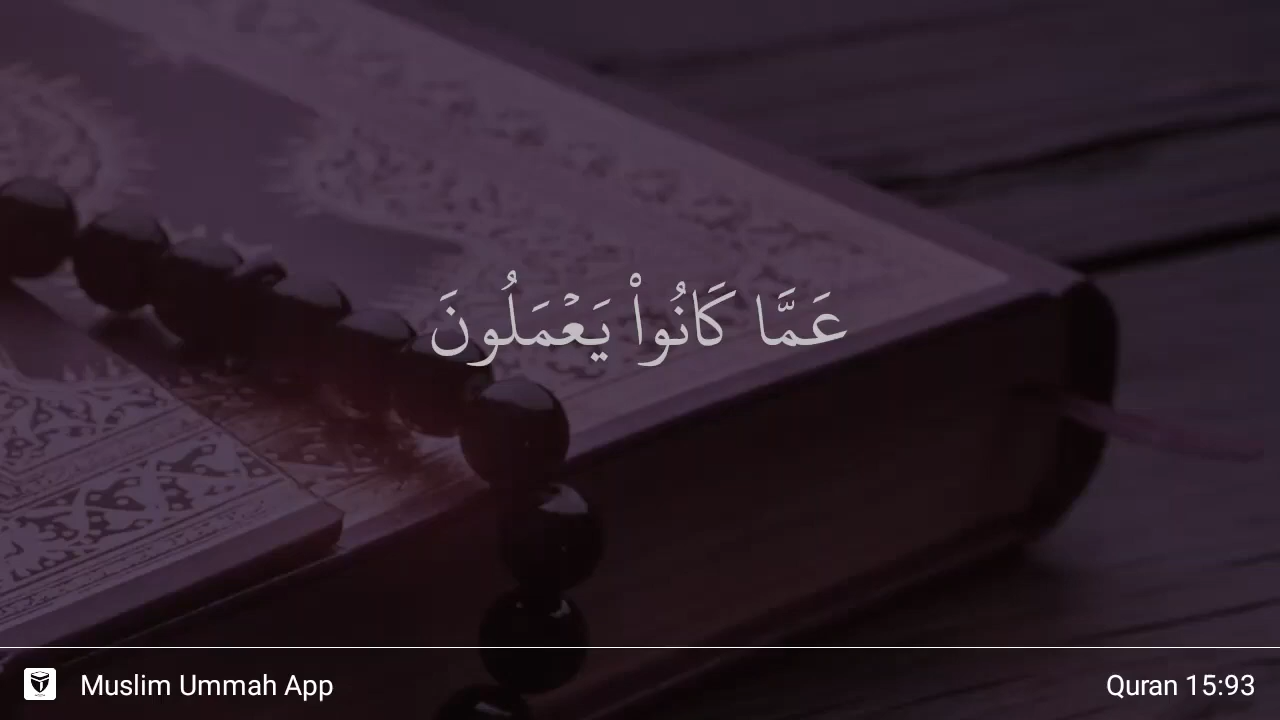 عَمَّا كَانُوا۟ يَعْمَلُونَ
Muslim Ummah App
Quran 15:93